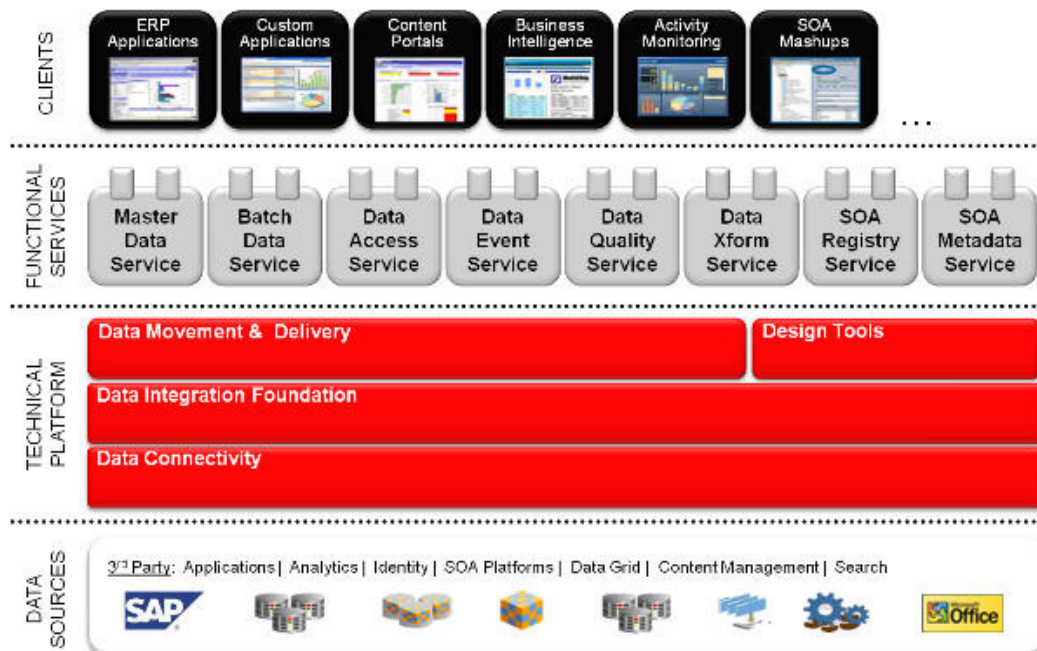 CLIENTS
ERP
Applications
Custom
Applications
Content
Portals
Business
Intelligence
Activity
Monitoring
SOA
Mashups
...
FUNCTIONAL
SERVICES
Master
Data
Service
Batch
Data
Service
Data
Access
Service
Data
Event
Service
Data
Quality
Service
Data
Xform
Service
SOA
Registry
Service
SOA
Metadata
Service
TECHNICAL
PLATFORM
Data Movement & Delivery
Design Tools
Data Integration Foundation
Data Connectivity
DATA
SOURCES
3rd Party: Applications | Analytics | Identity | SOA Platforms | Data Grid | Content Management | Search
SAP
Microsoft
Office